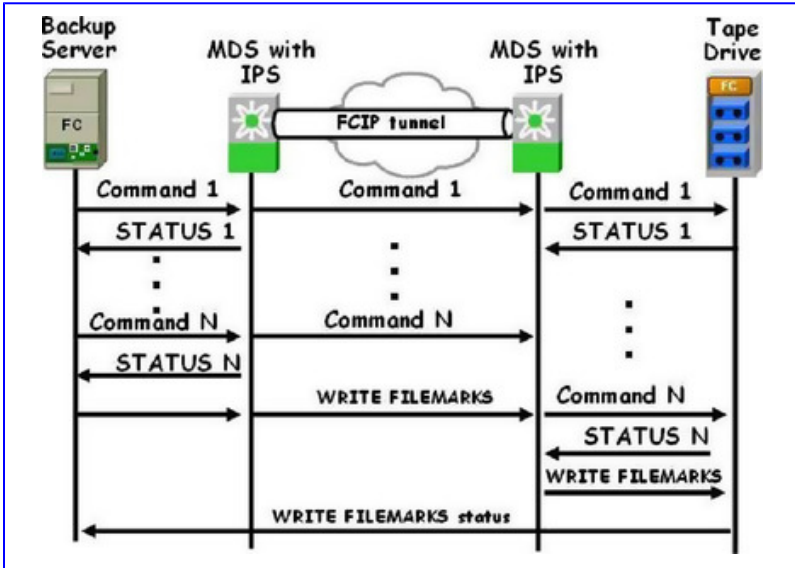 Backup
Server
MDS with
IPS
MDS with
IPS
Tape
Drive
FC
FCIP tunnel
FC
Command 1
Command 1
Command 1
STATUS 1
STATUS 1
Command N
Command N
STATUS N
WRITE FILEMARKS
Command N
STATUS N
WRITE FILEMARKS
WRITE FILEMARKS status